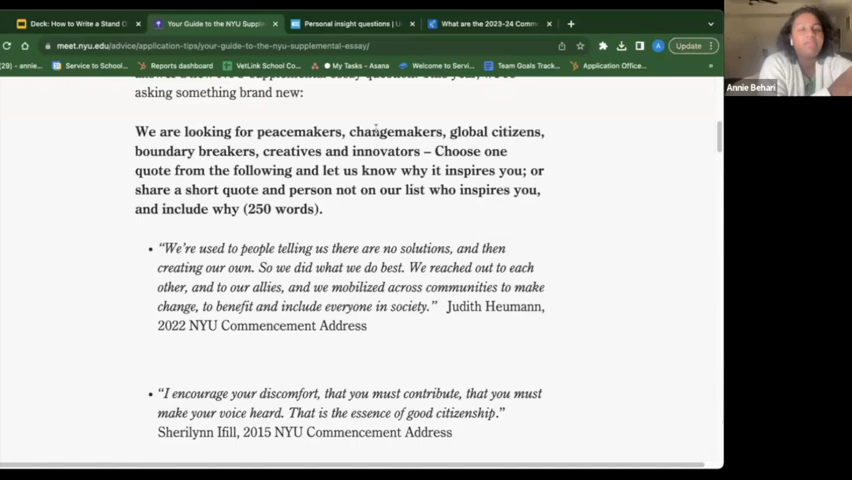 Deck: How to Write a Stand O
Your Guide to the NYU Supple
Personal insight questions | U
What are the 2023-24 Comm
meet.nyu.edu/advice/application-tips/your-guide-to-the-nyu-supplemental-essay/
Update
(29) - annie...
Service to School...
Reports dashboard
VetLink School Co...
My Tasks - Asana
Welcome to Servi...
Team Goals Track...
Application Office...
asking something brand new:
We are looking for peacemakers, changemakers, global citizens,
boundary breakers, creatives and innovators – Choose one
quote from the following and let us know why it inspires you; or
share a short quote and person not on our list who inspires you,
and include why (250 words).
• “We’re used to people telling us there are no solutions, and then
creating our own. So we did what we do best. We reached out to each
other, and to our allies, and we mobilized across communities to make
change, to benefit and include everyone in society.” Judith Heumann,
2022 NYU Commencement Address
• “I encourage your discomfort, that you must contribute, that you must
make your voice heard. That is the essence of good citizenship.”
Sherilynn Ifill, 2015 NYU Commencement Address
Annie Behari